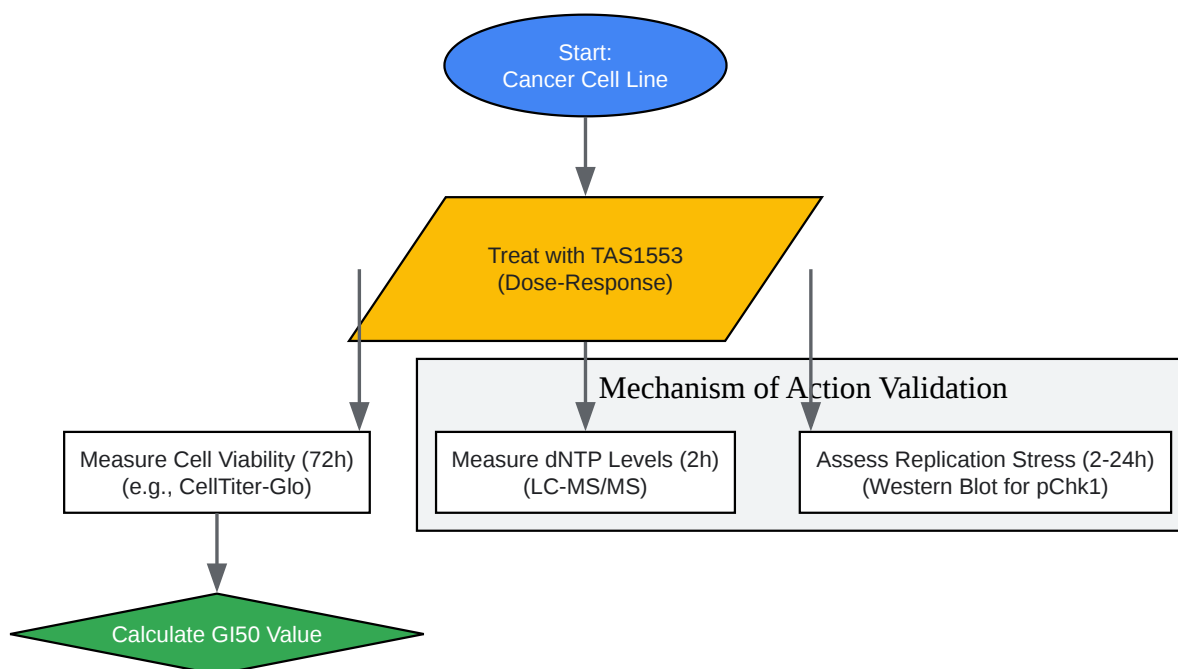 Start:
Cancer Cell Line
Treat with TAS1553
(Dose-Response)
Mechanism of Action Validation
Measure Cell Viability (72h)
(e.g., CellTiter-Glo)
Measure dNTP Levels (2h)
(LC-MS/MS)
Assess Replication Stress (2-24h)
(Western Blot for pChk1)
Calculate GI50 Value